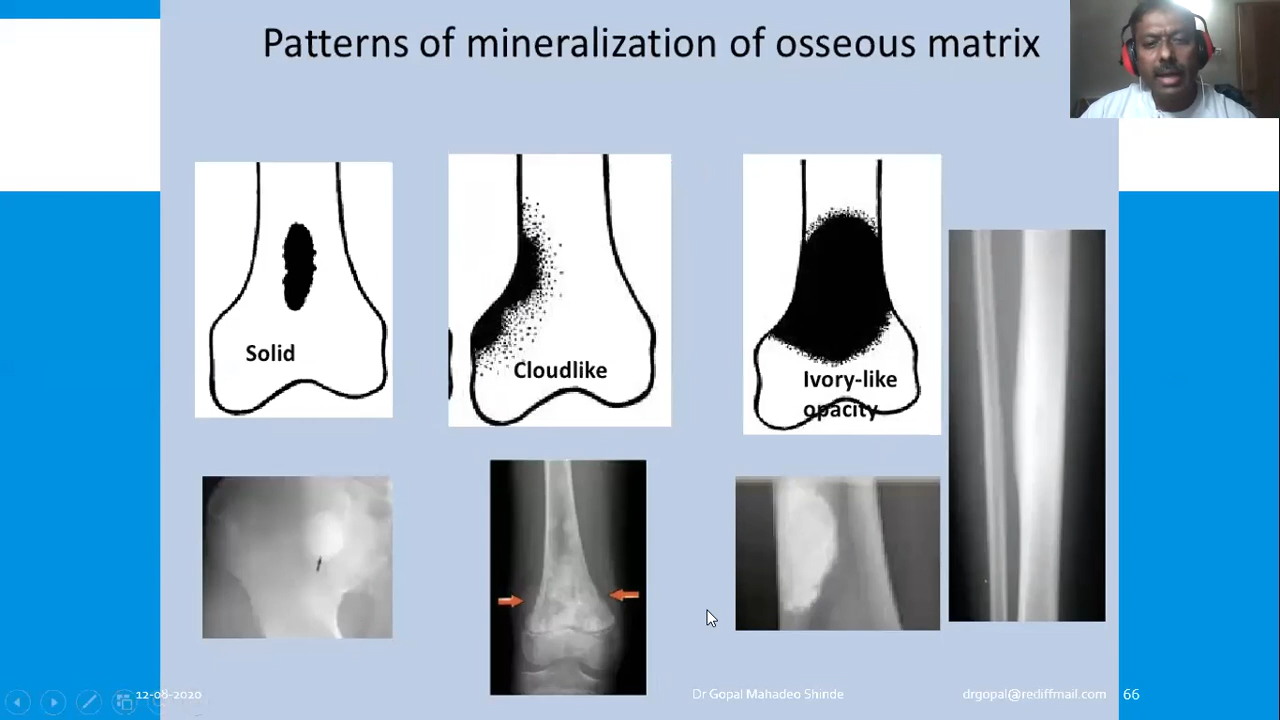 Patterns of mineralization of osseous matrix
Solid
Cloudlike
Ivory-like
opacity
12-08-2020
Dr Gopal Mahadeo Shinde
drgopal@rediffmail.com
66